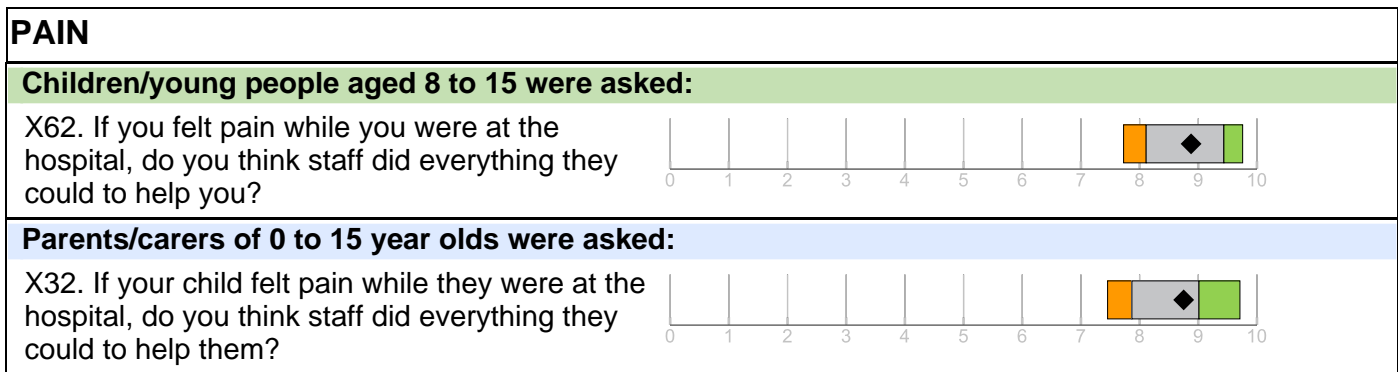 PAIN
Children/young people aged 8 to 15 were asked:
X62. If you felt pain while you were at the
hospital, do you think staff did everything they
could to help you?
0 1 2 3 4 5 6 7 8 9 10
Parents/carers of 0 to 15 year olds were asked:
X32. If your child felt pain while they were at the
hospital, do you think staff did everything they
could to help them?
0 1 2 3 4 5 6 7 8 9 10